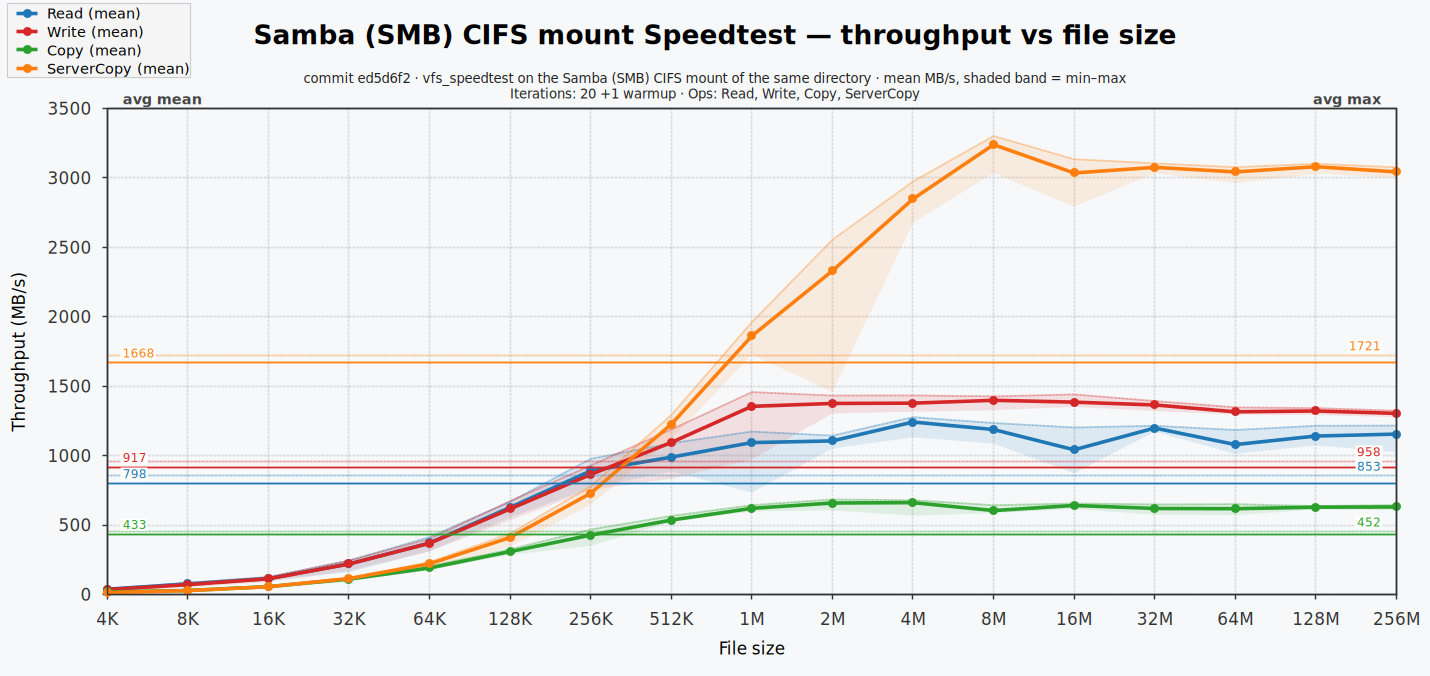 Read (mean)
Write (mean)
Copy (mean)
ServerCopy (mean)
Samba (SMB) CIFS mount Speedtest — throughput vs file size
commit ed5d6f2 · vfs_speedtest on the Samba (SMB) CIFS mount of the same directory · mean MB/s, shaded band = min–max
Iterations: 20 +1 warmup · Ops: Read, Write, Copy, ServerCopy
avg mean
avg max
3500
3000
2500
2000
1500
1000
500
0
Throughput (MB/s)
1668
1721
917
958
798
853
433
452
4K 8K 16K 32K 64K 128K 256K 512K 1M 2M 4M 8M 16M 32M 64M 128M 256M
File size